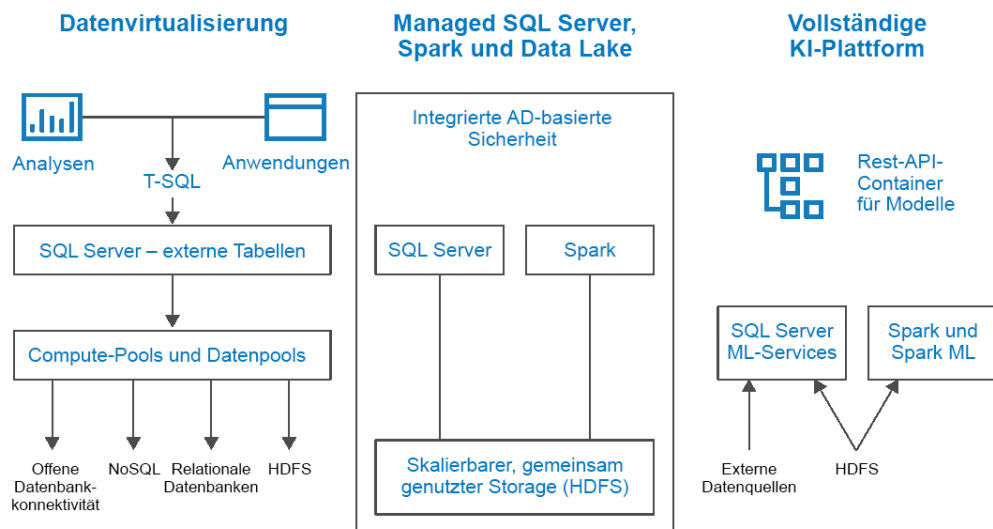 Datenvirtualisierung
Analysen
Anwendungen
T-SQL
SQL Server – externe Tabellen
Compute-Pools und Datenpools
Offene
Datenbank-
konnektivität
NoSQL
Relationale
Datenbanken
HDFS
Managed SQL Server,
Spark und Data Lake
Integrierte AD-basierte
Sicherheit
SQL Server
Spark
Skalierbarer, gemeinsam
genutzter Storage (HDFS)
Vollständige
KI-Plattform
Rest-API-
Container
für Modelle
SQL Server
ML-Services
Spark und
Spark ML
Externe
Datenquellen
HDFS